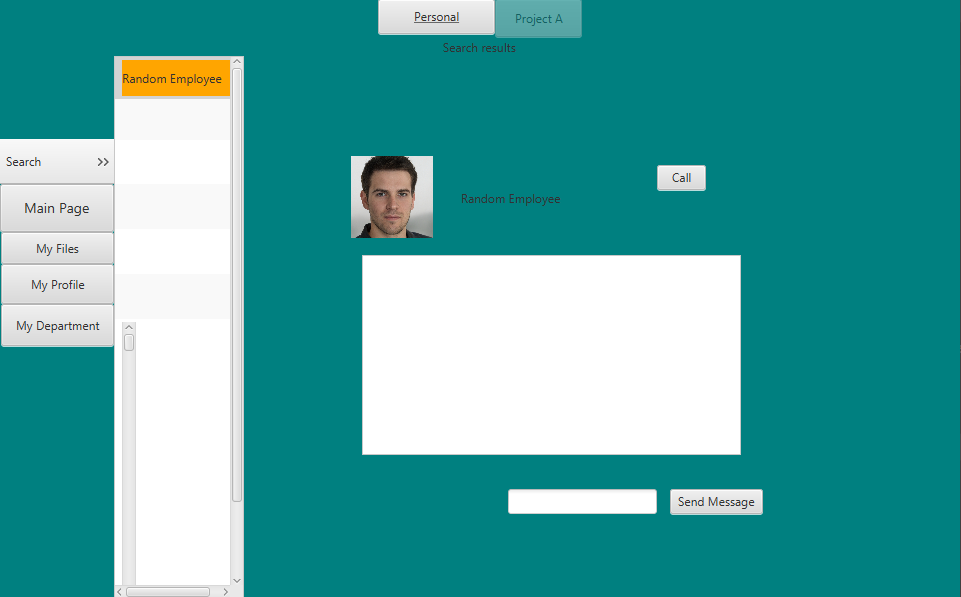 Personal
Project A
Search results
Random Employee
Search
Main Page
My Files
My Profile
My Department
Random Employee
Call
Send Message